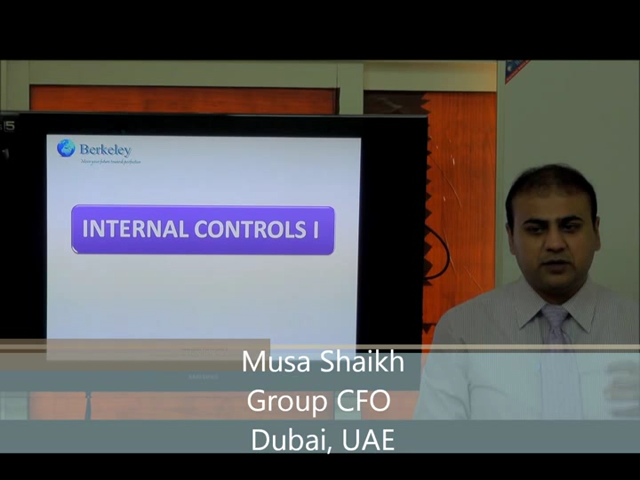 Berkeley
INTERNAL CONTROLS I
Musa Shaikh
Group CFO
Dubai, UAE